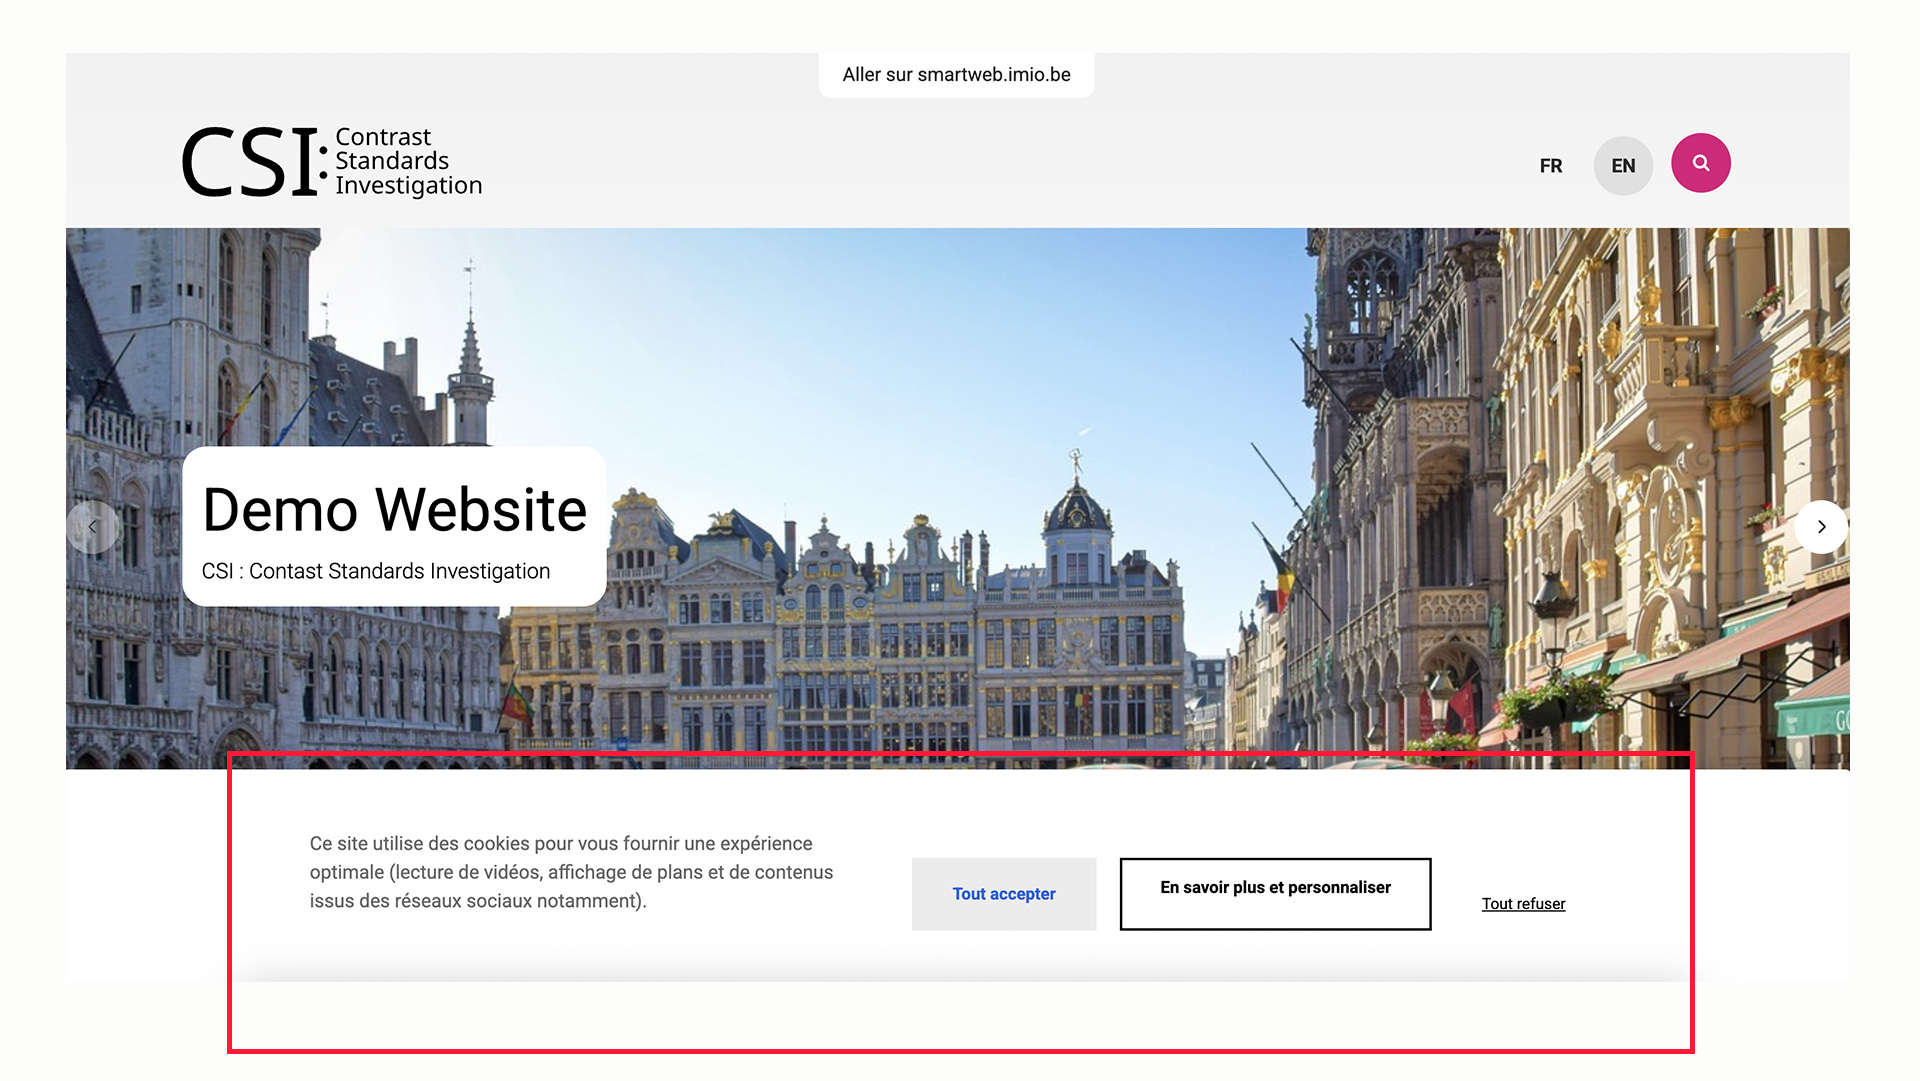 Aller sur smartweb.imio.be
CSI:
Contrast
Standards
Investigation
FR
EN
Demo Website
CSI : Contast Standards Investigation
Ce site utilise des cookies pour vous fournir une expérience
optimale (lecture de vidéos, affichage de plans et de contenus
issus des réseaux sociaux notamment).
Tout accepter
En savoir plus et personnaliser
Tout refuser